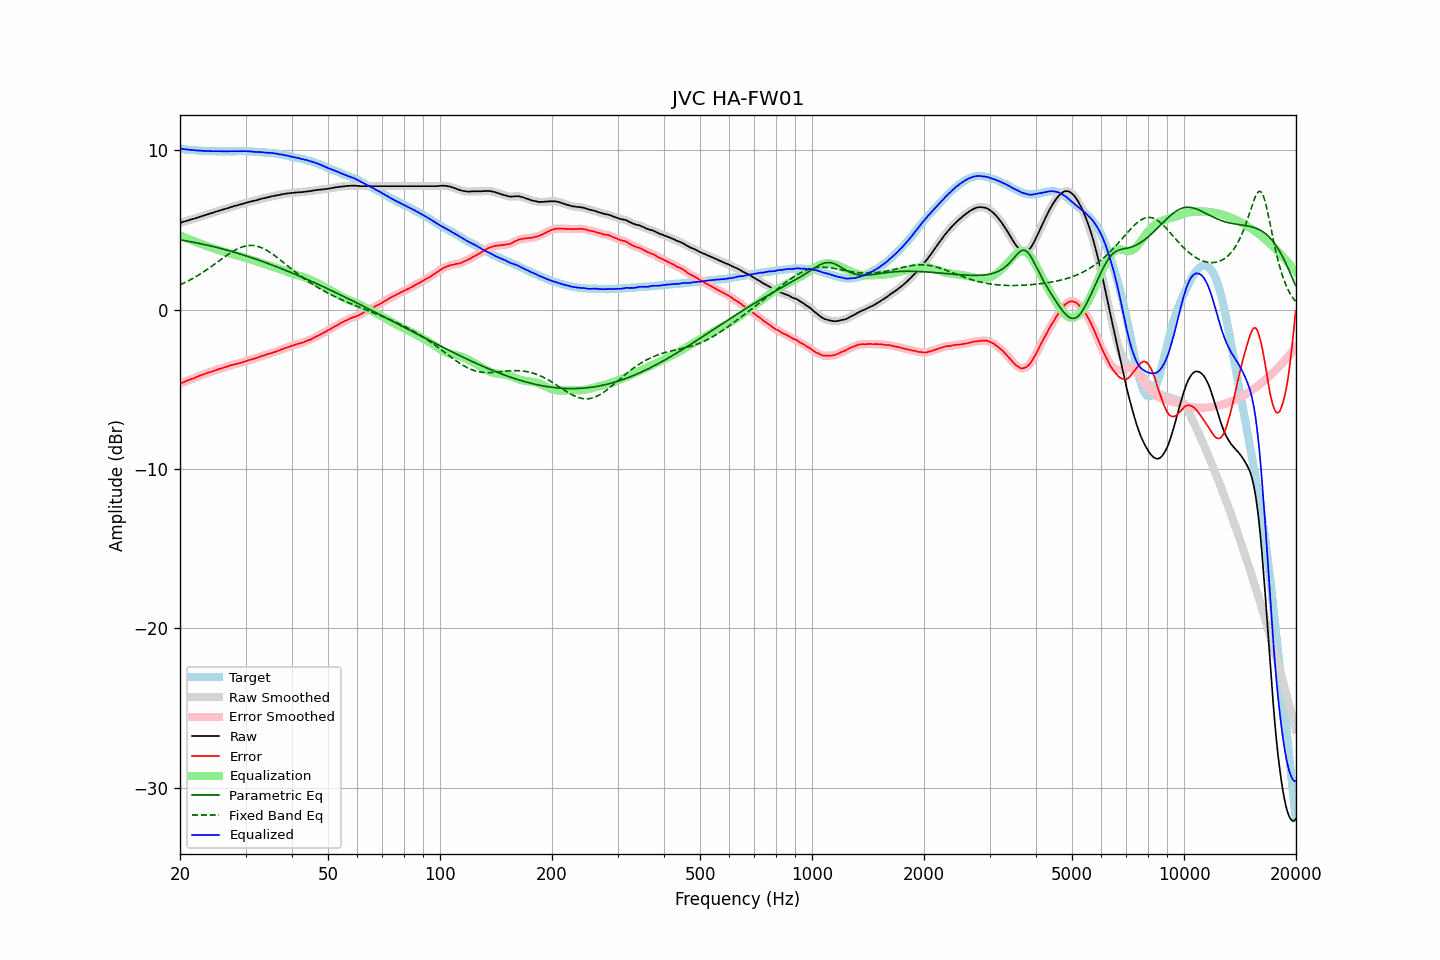 JVC HA-FW01
10
0
−10
−20
−30
Amplitude (dBr)
Target
Raw Smoothed
Error Smoothed
Raw
Error
Equalization
Parametric Eq
Fixed Band Eq
Equalized
20 50 100 200 500 1000 2000 5000 10000 20000
Frequency (Hz)